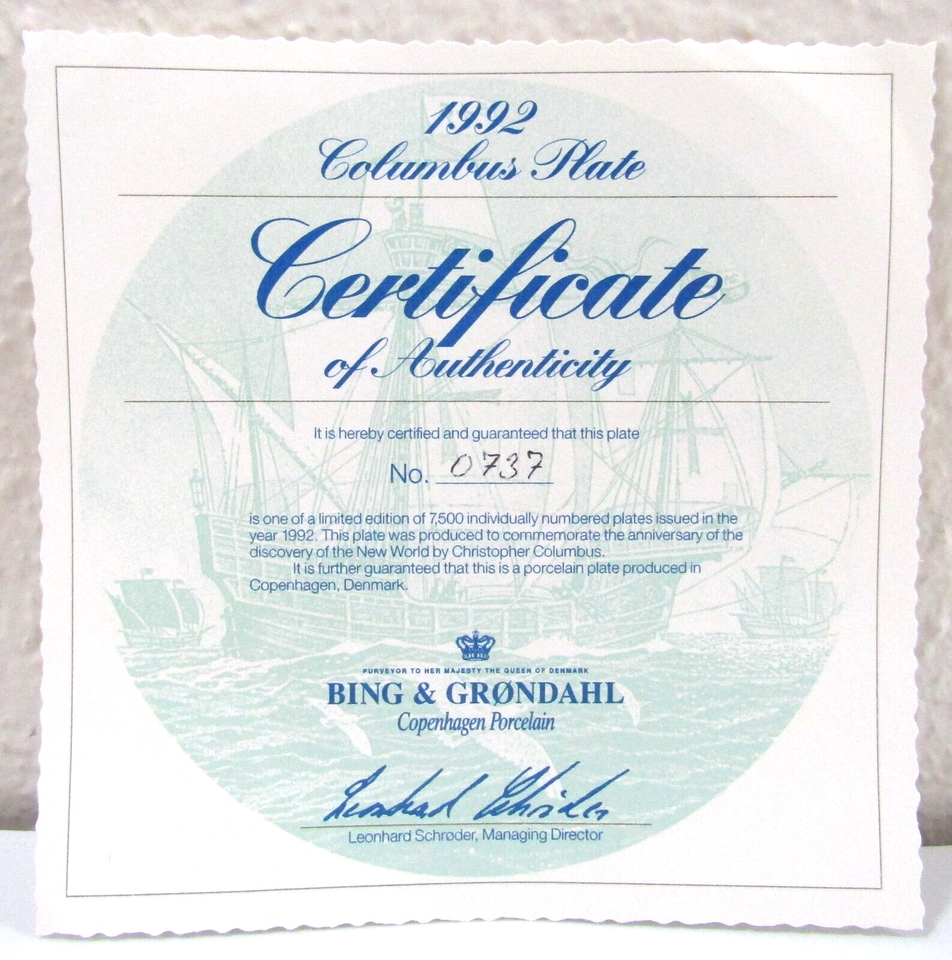 1992
Columbus Plate
Certificate
of Authenticity
It is hereby certified and guaranteed that this plate
No. 0737
is one of a limited edition of 7,500 individually numbered plates issued in the
year 1992. This plate was produced to commemorate the anniversary of the
discovery of the New World by Christopher Columbus.
It is further guaranteed that this is a porcelain plate produced in
Copenhagen, Denmark.
PURVEYOR TO HER MAJESTY THE QUEEN OF DENMARK
BING & GRØNDAHL
Copenhagen Porcelain
Leonhard Schrøder
Leonhard Schrøder, Managing Director